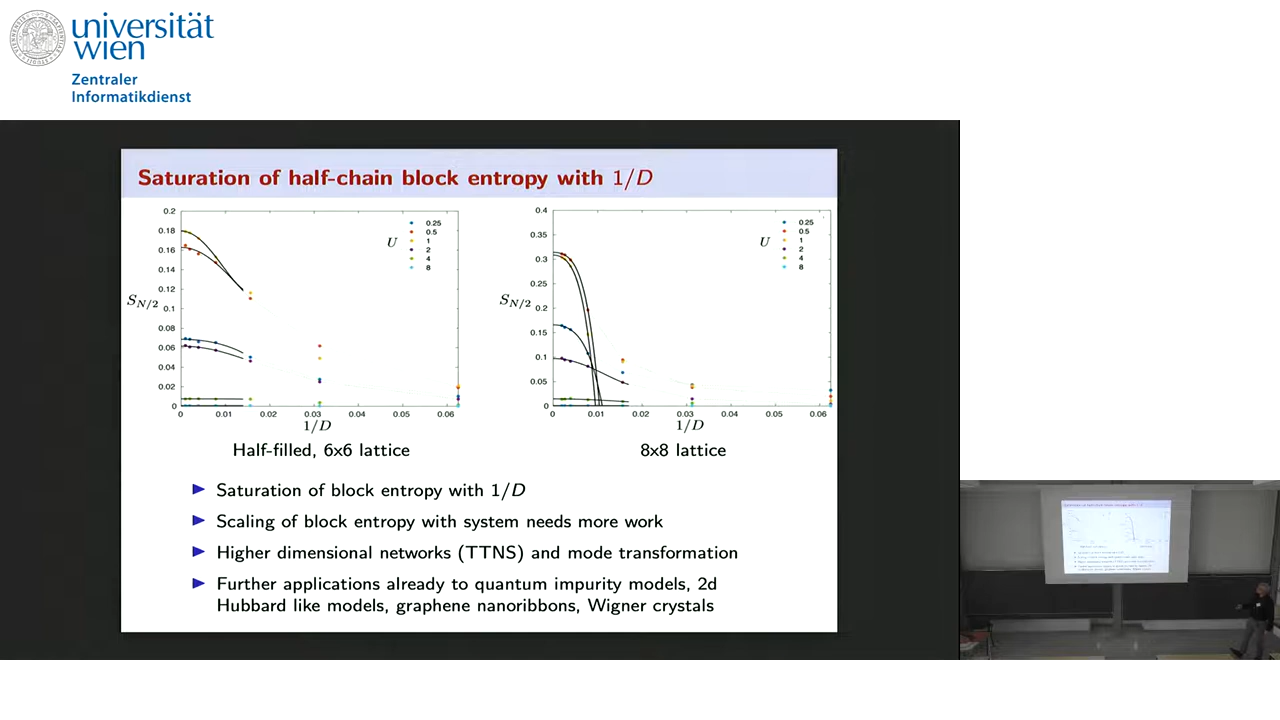 universität
wien
Zentraler
Informatikdienst
Saturation of half-chain block entropy with 1/D
0.2
0.18
0.16
0.14
0.12
0.1
0.08
0.06
0.04
0.02
0
S_{N/2}
U
0.25
0.5
1
2
4
8
0 0.01 0.02 0.03 0.04 0.05 0.06
1/D
Half-filled, 6x6 lattice
0.4
0.35
0.3
0.25
0.2
0.15
0.1
0.05
0
S_{N/2}
U
0.25
0.5
1
2
4
8
0 0.01 0.02 0.03 0.04 0.05 0.06
1/D
8x8 lattice
Saturation of block entropy with 1/D
Scaling of block entropy with system needs more work
Higher dimensional networks (TTNS) and mode transformation
Further applications already to quantum impurity models, 2d
Hubbard like models, graphene nanoribbons, Wigner crystals